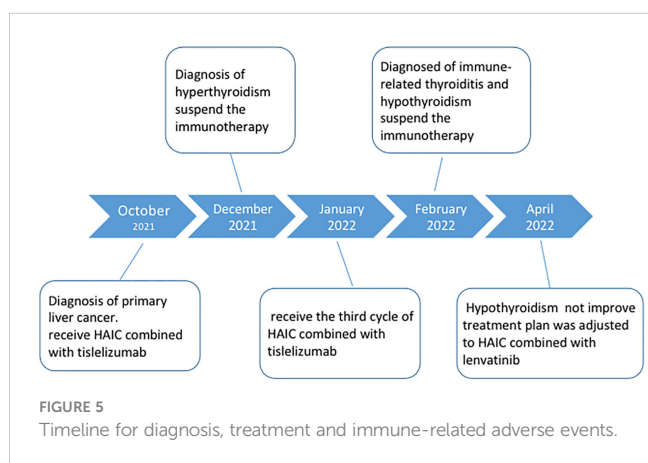 Diagnosis of
hyperthyroidism
suspend the
immunotherapy
Diagnosed of immune-
related thyroiditis and
hypothyroidism
suspend the
immunotherapy
October
2021
December
2021
January
2022
February
2022
April
2022
Diagnosis of primary
liver cancer.
receive HAIC combined
with tislelizumab
receive the third cycle of
HAIC combined with
tislelizumab
Hypothyroidism not improve
treatment plan was adjusted
to HAIC combined with
lenvatinib
FIGURE 5
Timeline for diagnosis, treatment and immune-related adverse events.